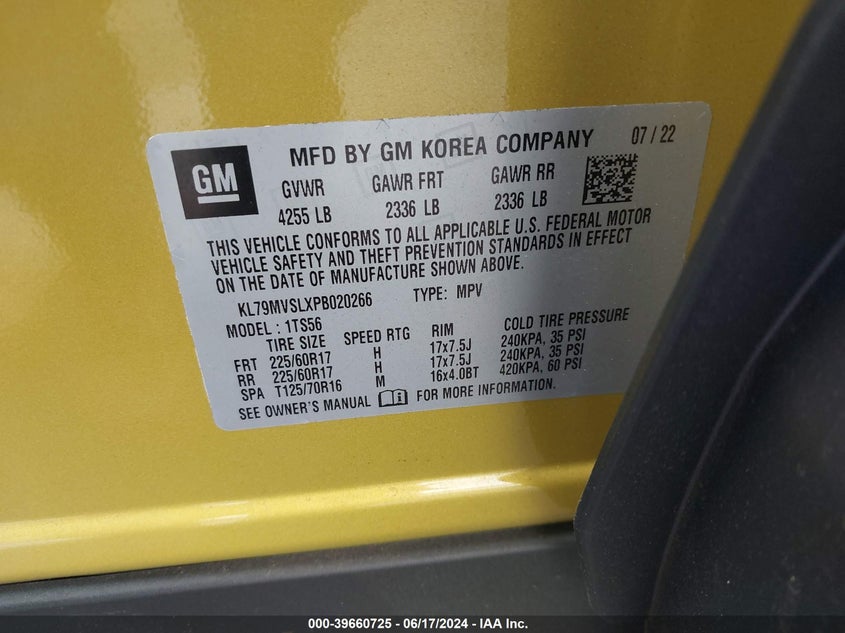 GM
MFD BY GM KOREA COMPANY 07 / 22
GVWR GAWR FRT GAWR RR
4255 LB 2336 LB 2336 LB
THIS VEHICLE CONFORMS TO ALL APPLICABLE U.S. FEDERAL MOTOR
VEHICLE SAFETY AND THEFT PREVENTION STANDARDS IN EFFECT
ON THE DATE OF MANUFACTURE SHOWN ABOVE.
KL79MVSLXPB020266 TYPE: MPV
MODEL : 1TS56
TIRE SIZE SPEED RTG RIM COLD TIRE PRESSURE
FRT 225/60R17 H 17x7.5J 240KPA, 35 PSI
RR 225/60R17 H 17x7.5J 240KPA, 35 PSI
SPA T125/70R16 M 16x4.0BT 420KPA, 60 PSI
SEE OWNER'S MANUAL FOR MORE INFORMATION.
000-39660725 - 06/17/2024 - IAA Inc.